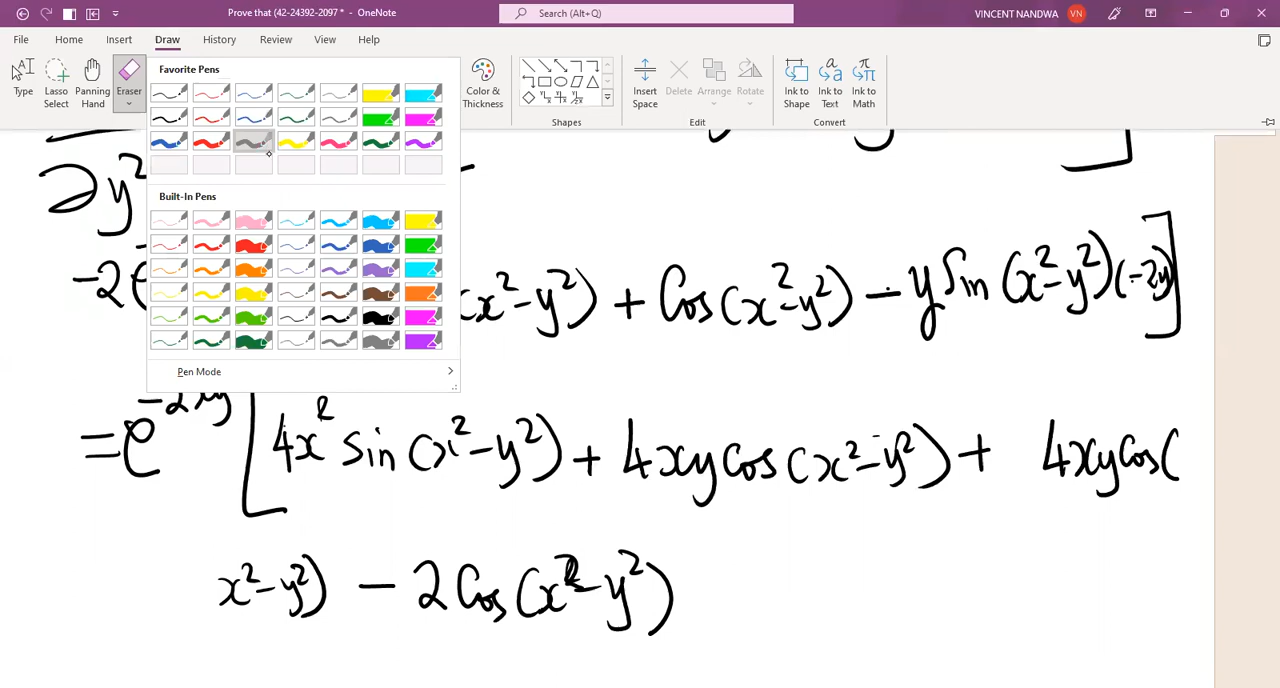 Prove that (42-24392-2097 * - OneNote
Search (Alt+Q)
VINCENT NANDWA VN
File Home Insert Draw History Review View Help
Type
Lasso Select
Panning Hand
Eraser
Favorite Pens
Built-In Pens
Pen Mode
Color & Thickness
Shapes
Insert Space
Delete
Arrange
Rotate
Edit
Ink to Shape
Ink to Text
Ink to Math
Convert
∂y²
-2 (x²-y²) + Cos(x²-y²) - y Sin (x²-y²)(-2y)]
= e^-2xy [4x² sin(x²-y²) + 4xy cos(x²-y²) + 4xy cos(
x²-y²) - 2 Cos(x²-y²)